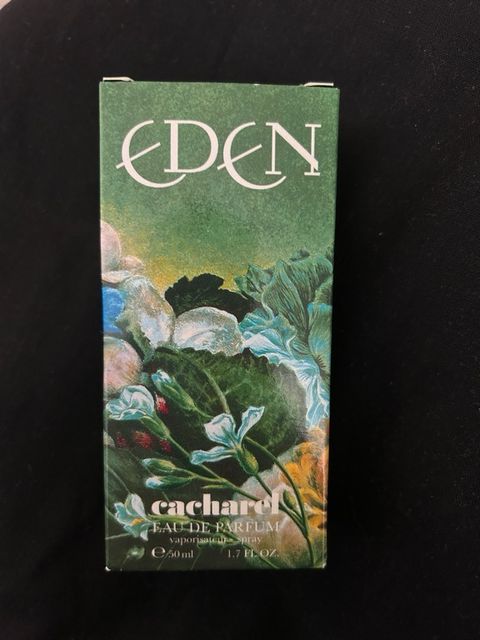 EDEN
cacharel
EAU DE PARFUM
vaporisateur - spray
e 50 ml 1.7 FL. OZ.